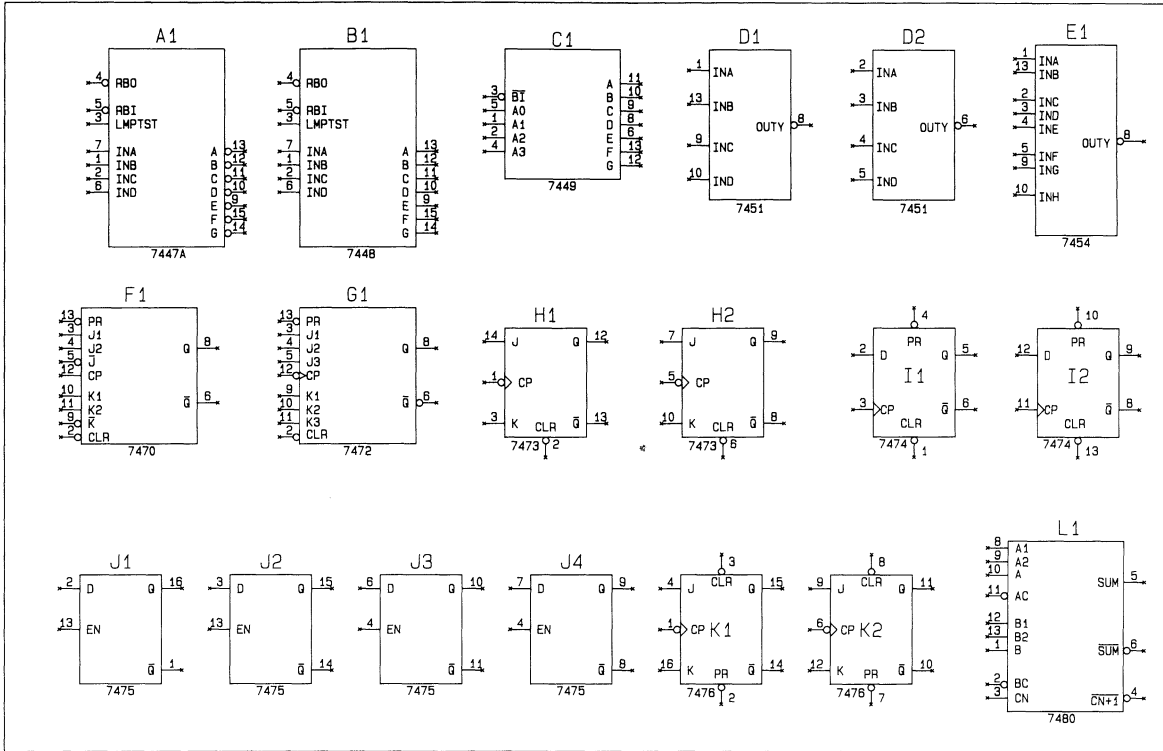 A1
4 RBO
5 RBI
3 LMPTST
7 INA A 13
1 INB B 12
2 INC C 11
6 IND D 10
E 9
F 15
G 14
7447A
B1
4 RBO
5 RBI
3 LMPTST
7 INA A 13
1 INB B 12
2 INC C 11
6 IND D 10
E 9
F 15
G 14
7448
C1
A 11
3 B̅I̅ B 10
5 A0 C 9
1 A1 D 8
2 A2 E 6
4 A3 F 13
G 12
7449
D1
1 INA
13 INB
OUTY 8
9 INC
10 IND
7451
D2
2 INA
3 INB
OUTY 6
4 INC
5 IND
7451
E1
1 INA
13 INB
2 INC
3 IND
4 INE
OUTY 8
5 INF
9 ING
10 INH
7454
F1
13 PR
3 J1
4 J2 Q 8
5 J̅
12 CP
10 K1 Q̅ 6
11 K2
9 K̅
2 CLR
7470
G1
13 PR
3 J1
4 J2 Q 8
5 J3
12 CP
9 K1 Q̅ 6
10 K2
11 K3
2 CLR
7472
H1
14 J Q 12
1 CP
3 K CLR Q̅ 13
7473 2
H2
7 J Q 9
5 CP
10 K CLR Q̅ 8
7473 6
4
PR
2 D Q 5
I1
3 CP Q̅ 6
CLR
7474 1
10
PR
12 D Q 9
I2
11 CP Q̅ 8
CLR
7474 13
J1
2 D Q 16
13 EN
Q̅ 1
7475
J2
3 D Q 15
13 EN
Q̅ 14
7475
J3
6 D Q 10
4 EN
Q̅ 11
7475
J4
7 D Q 9
4 EN
Q̅ 8
7475
3
CLR
4 J Q 15
1 CP K1
16 K PR Q̅ 14
7476 2
8
CLR
9 J Q 11
6 CP K2
12 K PR Q̅ 10
7476 7
L1
8 A1
9 A2
10 A SUM 5
11 AC
12 B1
13 B2
1 B S̅U̅M̅ 6
2 BC
3 CN C̅N̅+̅1̅ 4
7480